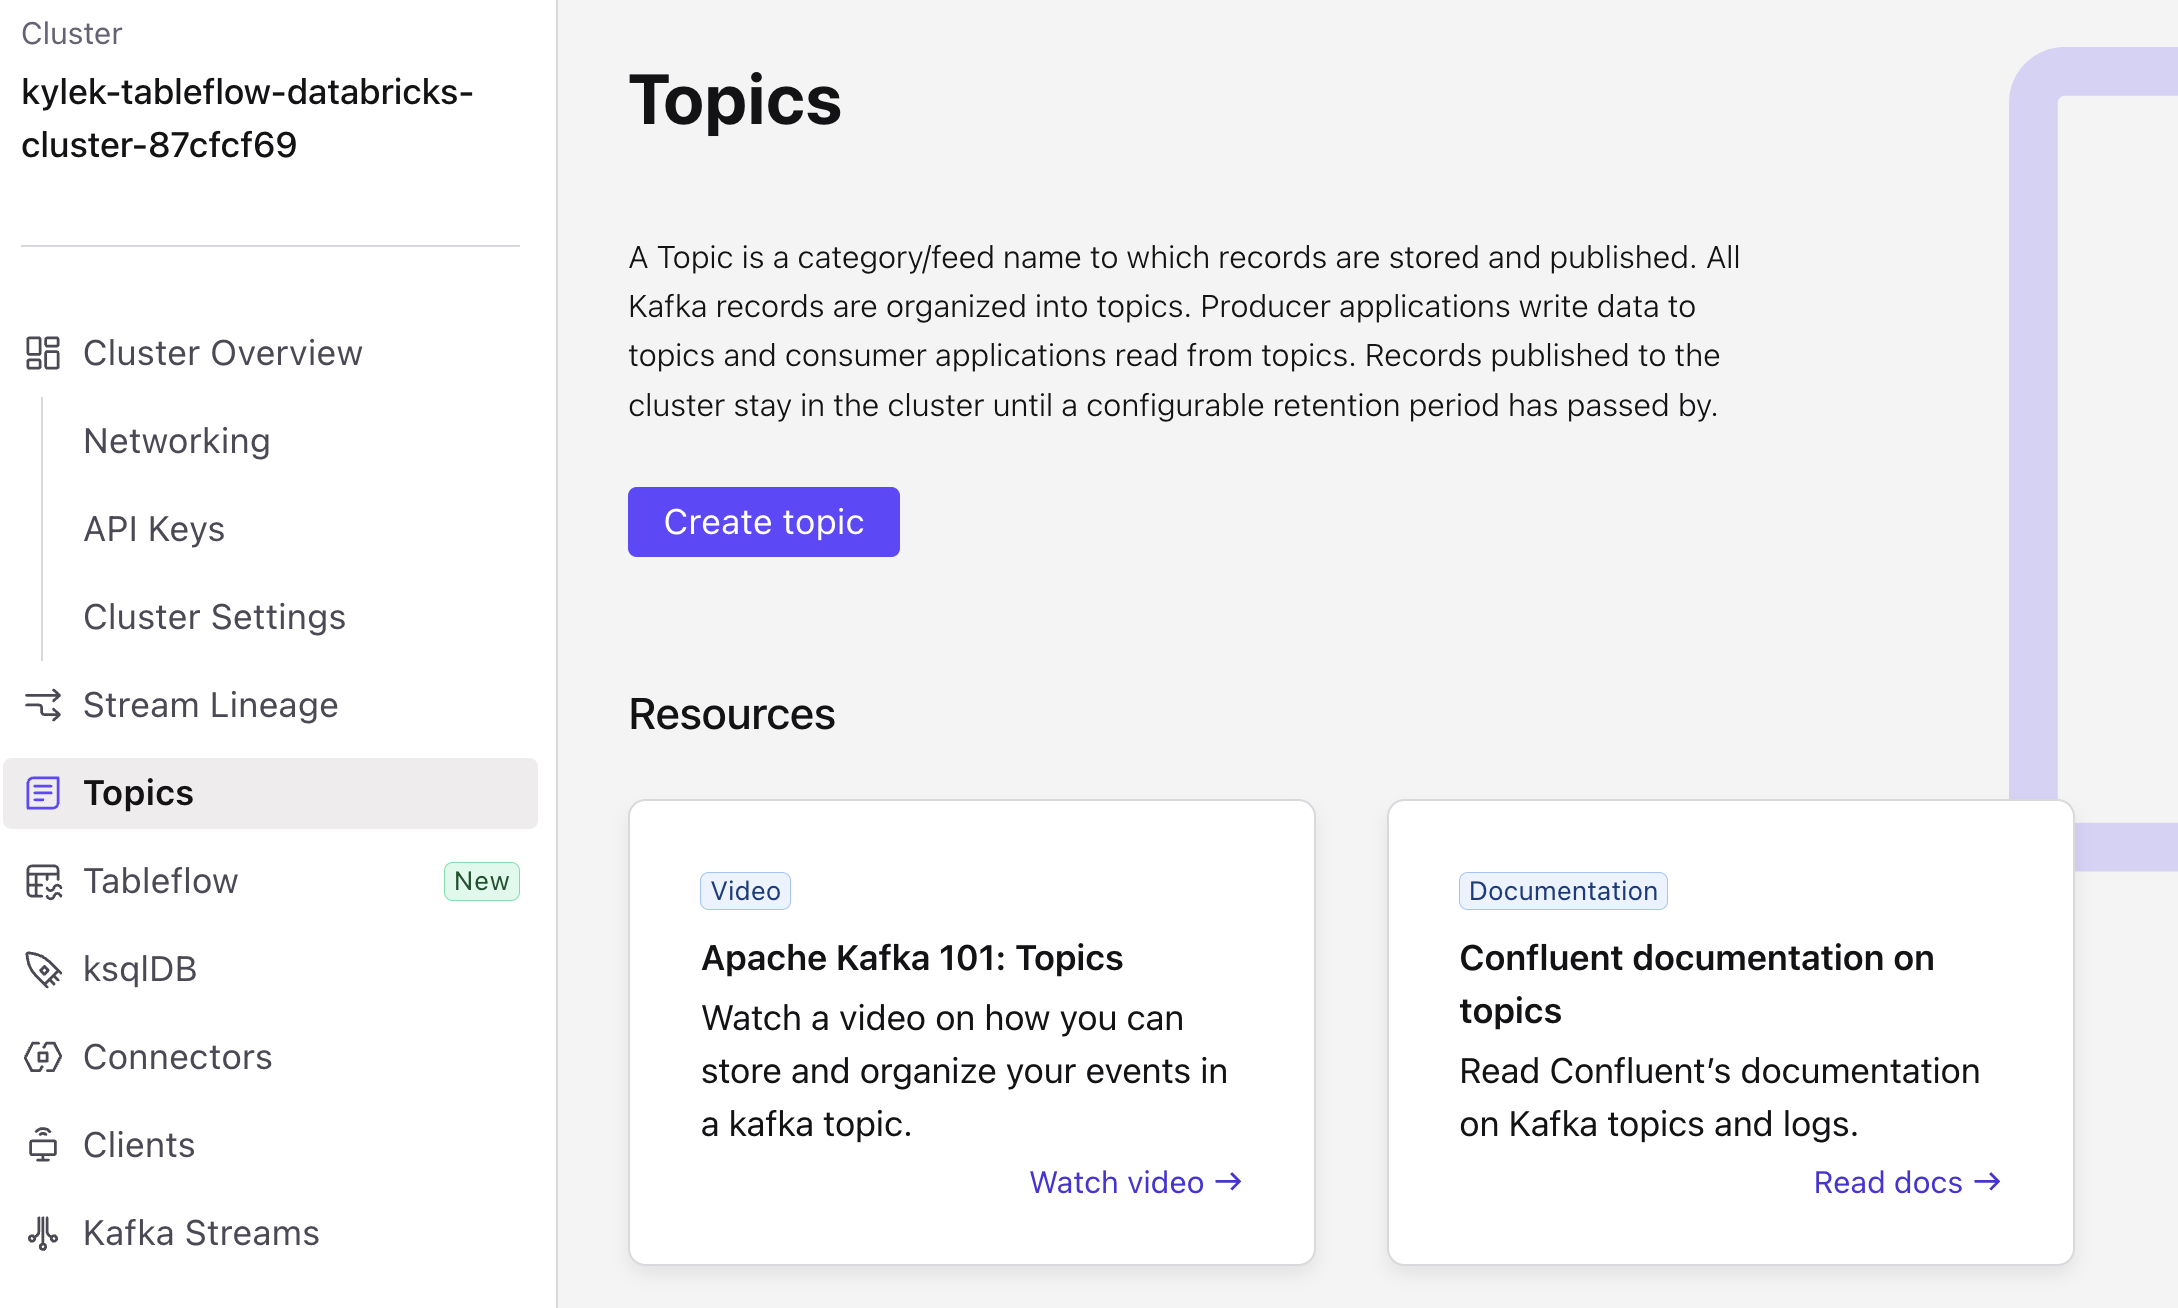 Cluster
kylek-tableflow-databricks-
cluster-87cfcf69
Cluster Overview
Networking
API Keys
Cluster Settings
Stream Lineage
Topics
Tableflow New
ksqlDB
Connectors
Clients
Kafka Streams
Topics
A Topic is a category/feed name to which records are stored and published. All
Kafka records are organized into topics. Producer applications write data to
topics and consumer applications read from topics. Records published to the
cluster stay in the cluster until a configurable retention period has passed by.
Create topic
Resources
Video
Apache Kafka 101: Topics
Watch a video on how you can
store and organize your events in
a kafka topic.
Watch video →
Documentation
Confluent documentation on
topics
Read Confluent’s documentation
on Kafka topics and logs.
Read docs →